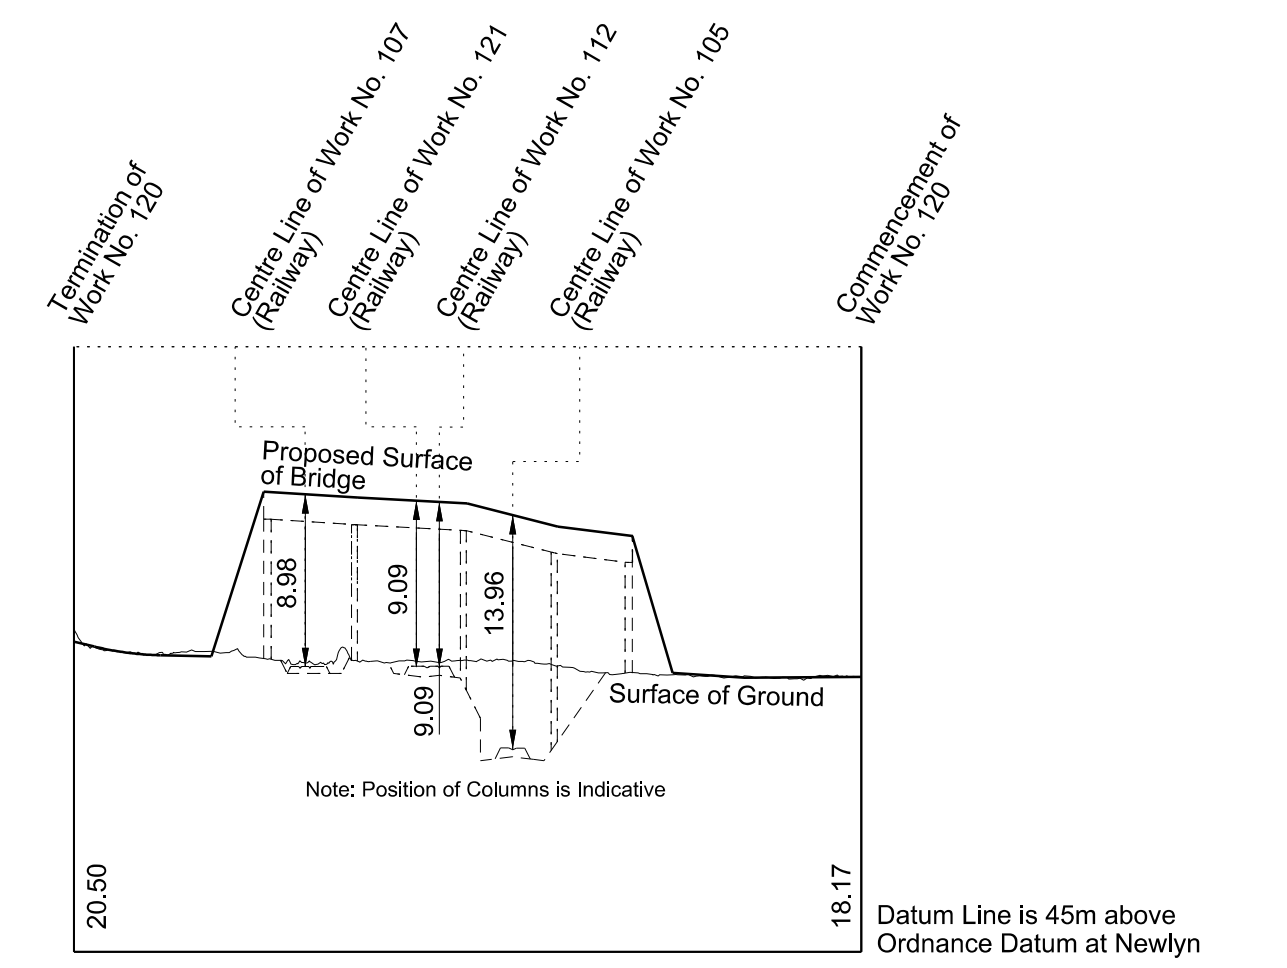 Termination of
Work No. 120
Centre Line of Work No. 107
(Railway)
Centre Line of Work No. 121
(Railway)
Centre Line of Work No. 112
(Railway)
Centre Line of Work No. 105
(Railway)
Commencement of
Work No. 120
Proposed Surface
of Bridge
8.98
9.09
13.96
9.09
Surface of Ground
Note: Position of Columns is Indicative
20.50
18.17
Datum Line is 45m above
Ordnance Datum at Newlyn